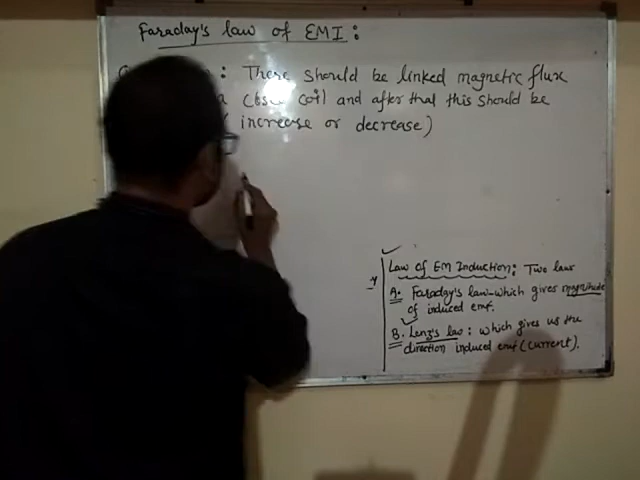 Faraday's law of EMI :
: There should be linked magnetic flux
close coil and after that this should be
( increase or decrease)
Law of EM Induction: Two law
A. Faraday's law-which gives magnitude
of induced emf.
B. Lenz's law: which gives us the
direction induced emf (current).